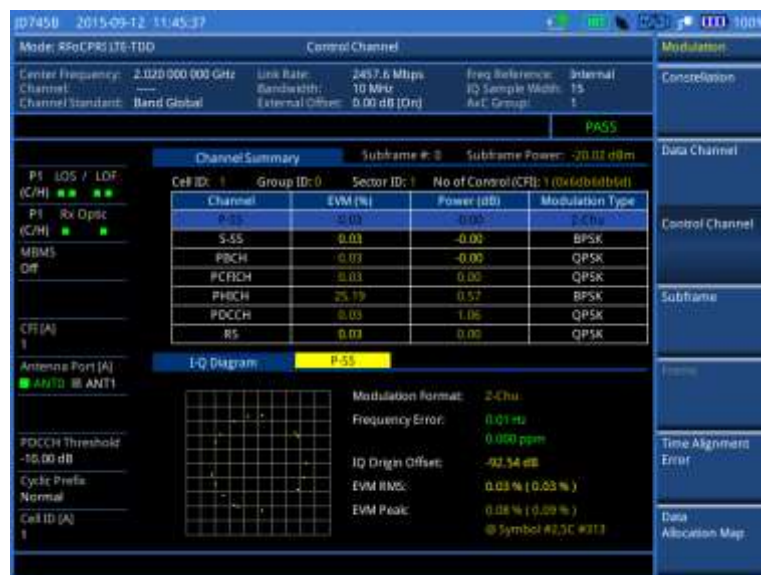 JD745B 2015-09-12 11:45:37
Mode: RFoCPRI LTE-TDD Control Channel Modulation
Center Frequency: 2.020 000 000 GHz Link Rate: 2457.6 Mbps Freq Reference: Internal
Channel: ---- Bandwidth: 10 MHz IQ Sample Width: 15
Channel Standard: Band Global External Offset: 0.00 dB [On] AxC Group: 1
Constellation
PASS
Channel Summary Subframe #: 0 Subframe Power: -20.02 dBm
Data Channel
P1 LOS / LOF
(C/H)
Cell ID: 1 Group ID: 0 Sector ID: 1 No of Control(CFI): 1 (0x6db6db6d)
Channel EVM (%) Power (dB) Modulation Type
P-SS 0.03 -0.00 Z-Chu
S-SS 0.03 -0.00 BPSK
PBCH 0.03 -0.00 QPSK
PCFICH 0.03 0.00 QPSK
PHICH 25.19 0.57 BPSK
PDCCH 0.03 1.06 QPSK
RS 0.03 0.00 QPSK
P1 Rx Optic
(C/H)
Control Channel
MBMS
Off
Subframe
CFI [A]
1
I-Q Diagram P-SS
Antenna Port [A]
ANT0 ANT1
Frame
Modulation Format: Z-Chu
Frequency Error: 0.01 Hz
0.000 ppm
IQ Origin Offset: -92.54 dB
EVM RMS: 0.03 % ( 0.03 % )
EVM Peak: 0.08 % ( 0.09 % )
@ Symbol #2,SC #313
PDCCH Threshold
-10.00 dB
Time Alignment
Error
Cyclic Prefix
Normal
Cell ID [A]
1
Data
Allocation Map